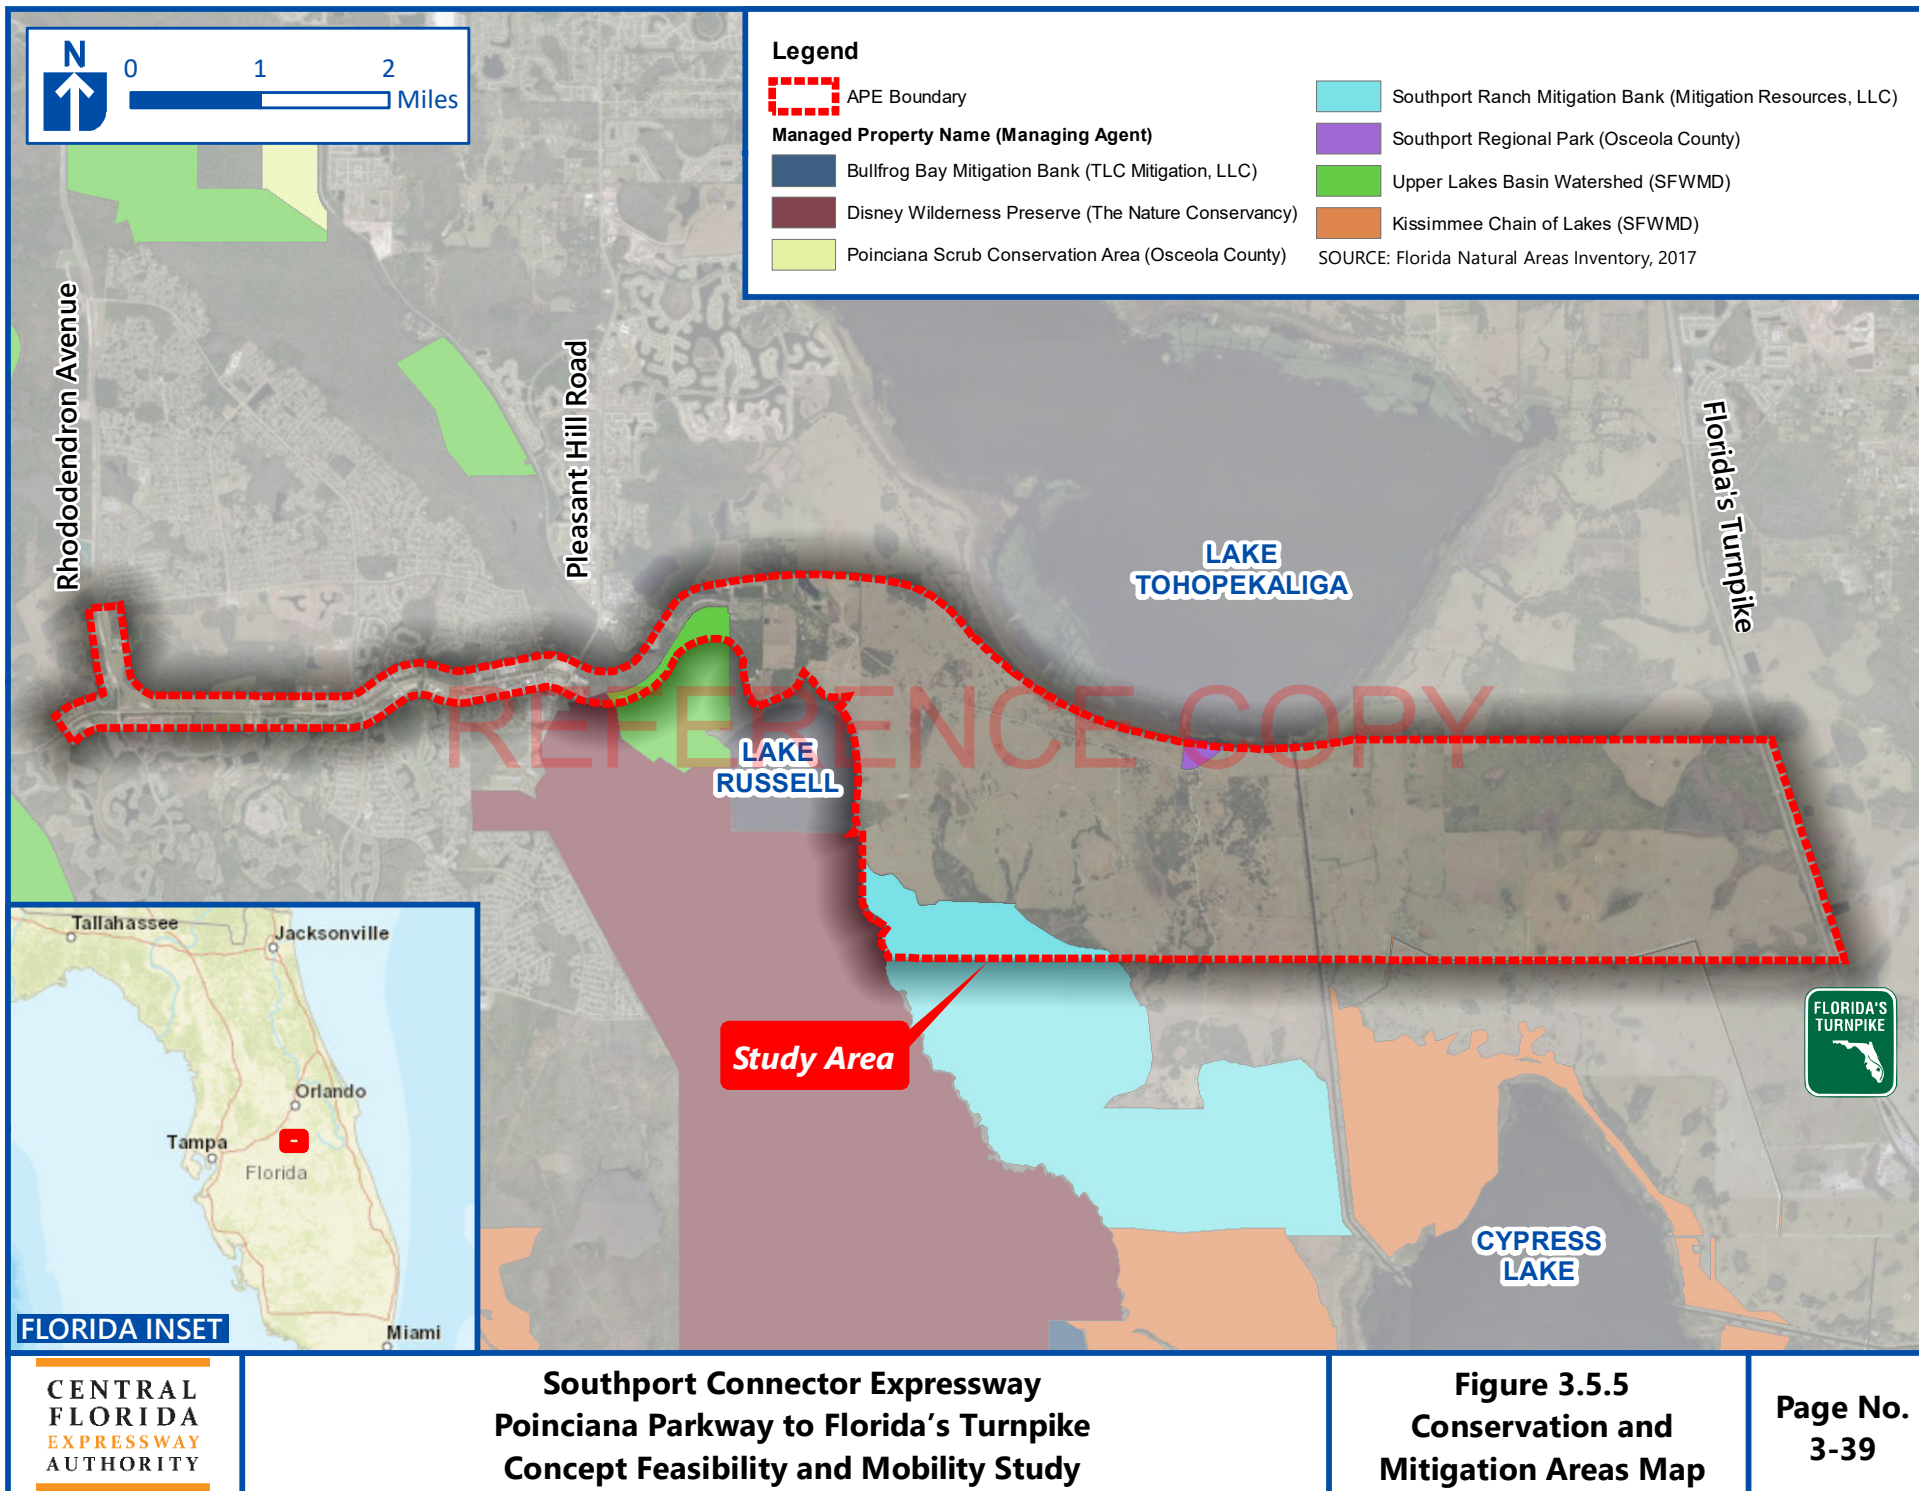 N
0 1 2
Miles
Legend
APE Boundary
Managed Property Name (Managing Agent)
Bullfrog Bay Mitigation Bank (TLC Mitigation, LLC)
Disney Wilderness Preserve (The Nature Conservancy)
Poinciana Scrub Conservation Area (Osceola County)
Southport Ranch Mitigation Bank (Mitigation Resources, LLC)
Southport Regional Park (Osceola County)
Upper Lakes Basin Watershed (SFWMD)
Kissimmee Chain of Lakes (SFWMD)
SOURCE: Florida Natural Areas Inventory, 2017
Rhododendron Avenue
Pleasant Hill Road
Florida's Turnpike
LAKE
TOHOPEKALIGA
REFERENCE COPY
LAKE
RUSSELL
Study Area
FLORIDA'S
TURNPIKE
CYPRESS
LAKE
Tallahassee
Jacksonville
Orlando
Tampa
Florida
Miami
FLORIDA INSET
CENTRAL
FLORIDA
EXPRESSWAY
AUTHORITY
Southport Connector Expressway
Poinciana Parkway to Florida’s Turnpike
Concept Feasibility and Mobility Study
Figure 3.5.5
Conservation and
Mitigation Areas Map
Page No.
3-39